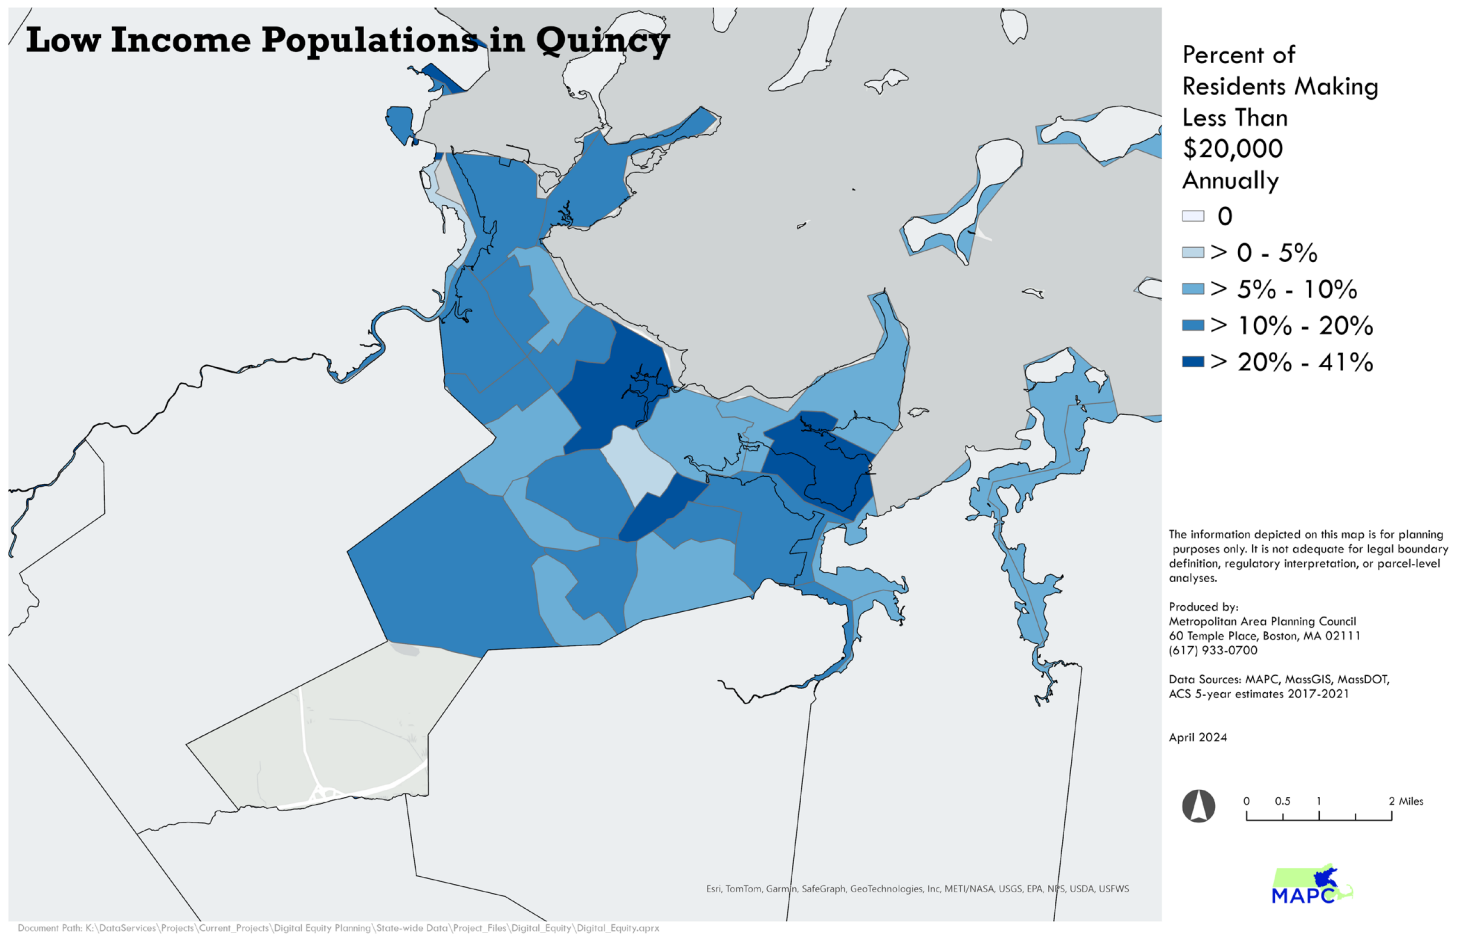 Low Income Populations in Quincy
Percent of
Residents Making
Less Than
$20,000
Annually
0
> 0 - 5%
> 5% - 10%
> 10% - 20%
> 20% - 41%
The information depicted on this map is for planning
purposes only. It is not adequate for legal boundary
definition, regulatory interpretation, or parcel-level
analyses.
Produced by:
Metropolitan Area Planning Council
60 Temple Place, Boston, MA 02111
(617) 933-0700
Data Sources: MAPC, MassGIS, MassDOT,
ACS 5-year estimates 2017-2021
April 2024
0 0.5 1 2 Miles
MAPC
Esri, TomTom, Garmin, SafeGraph, GeoTechnologies, Inc, METI/NASA, USGS, EPA, NPS, USDA, USFWS
Document Path: K:\DataServices\Projects\Current_Projects\Digital Equity Planning\State-wide Data\Project_Files\Digital_Equity\Digital_Equity.aprx